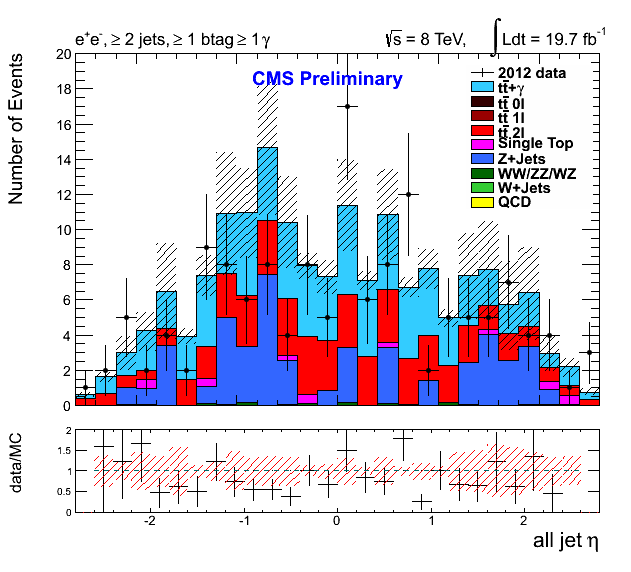 e⁺e⁻, ≥ 2 jets, ≥ 1 btag ≥ 1 γ √s = 8 TeV, ∫ Ldt = 19.7 fb⁻¹
CMS Preliminary
Number of Events
20
18
16
14
12
10
8
6
4
2
0
2012 data
tt̄+γ
tt̄ 0l
tt̄ 1l
tt̄ 2l
Single Top
Z+Jets
WW/ZZ/WZ
W+Jets
QCD
data/MC
2
1.5
1
0.5
0
-2 -1 0 1 2
all jet η